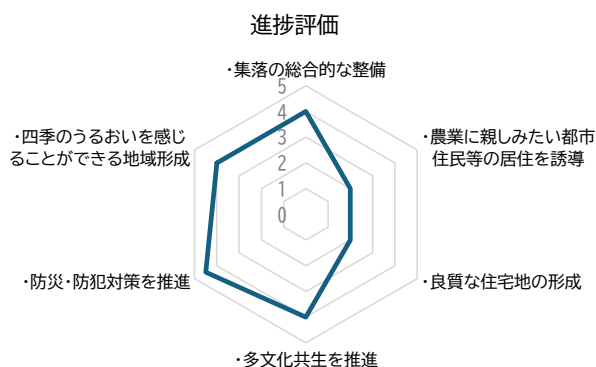 進捗評価
・集落の総合的な整備
5
4
3
2
1
0
・農業に親しみたい都市
住民等の居住を誘導
・良質な住宅地の形成
・多文化共生を推進
・防災・防犯対策を推進
・四季のうるおいを感じ
ることができる地域形成